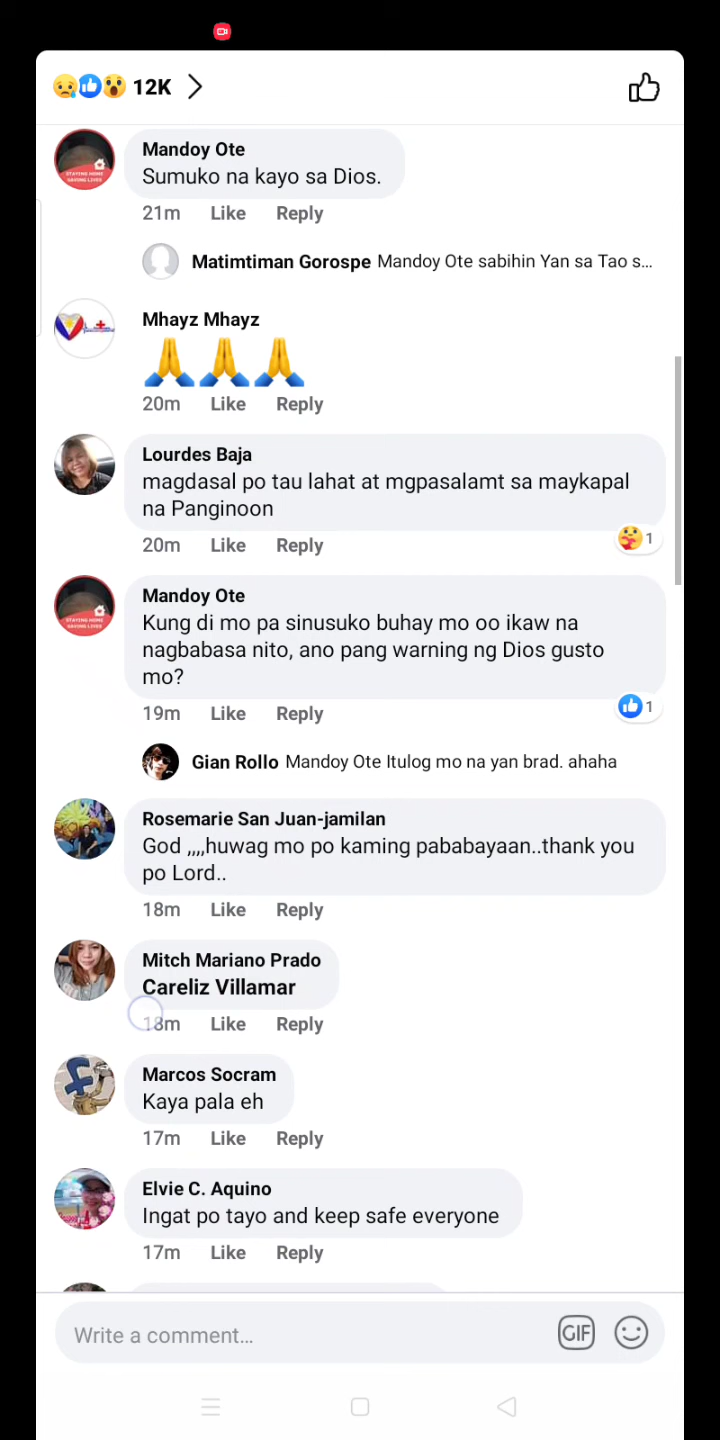 12K
Mandoy Ote
Sumuko na kayo sa Dios.
21m Like Reply
Matimtiman Gorospe Mandoy Ote sabihin Yan sa Tao s...
Mhayz Mhayz
🙏🙏🙏
20m Like Reply
Lourdes Baja
magdasal po tau lahat at mgpasalamt sa maykapal
na Panginoon
1
20m Like Reply
STAYING HOME
SAVING LIVES
Mandoy Ote
Kung di mo pa sinusuko buhay mo oo ikaw na
nagbabasa nito, ano pang warning ng Dios gusto
mo?
1
19m Like Reply
Gian Rollo Mandoy Ote Itulog mo na yan brad. ahaha
Rosemarie San Juan-jamilan
God ,,,,huwag mo po kaming pababayaan..thank you
po Lord..
18m Like Reply
Mitch Mariano Prado
Careliz Villamar
18m Like Reply
Marcos Socram
Kaya pala eh
17m Like Reply
Elvie C. Aquino
Ingat po tayo and keep safe everyone
17m Like Reply
Write a comment...
GIF